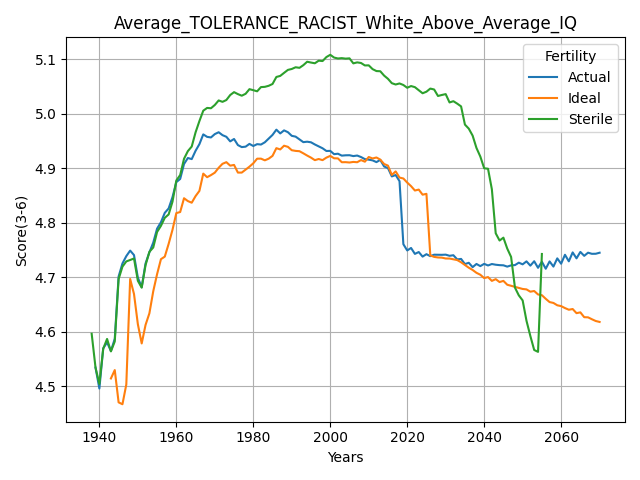 Average_TOLERANCE_RACIST_White_Above_Average_IQ
Fertility
Actual
Ideal
Sterile
Score(3-6)
5.1
5.0
4.9
4.8
4.7
4.6
4.5
1940 1960 1980 2000 2020 2040 2060
Years